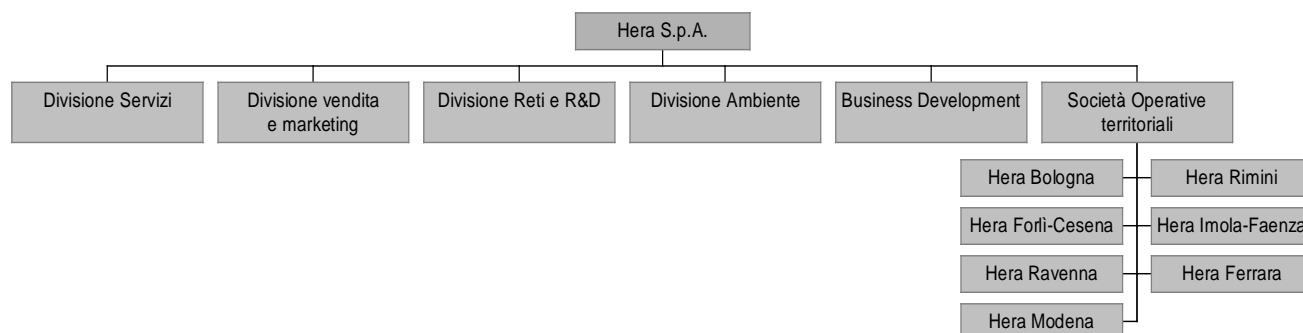 Hera S.p.A.
Divisione Servizi
Divisione vendita
e marketing
Divisione Reti e R&D
Divisione Ambiente
Business Development
Società Operative
territoriali
Hera Bologna
Hera Rimini
Hera Forlì-Cesena
Hera Imola-Faenza
Hera Ravenna
Hera Ferrara
Hera Modena